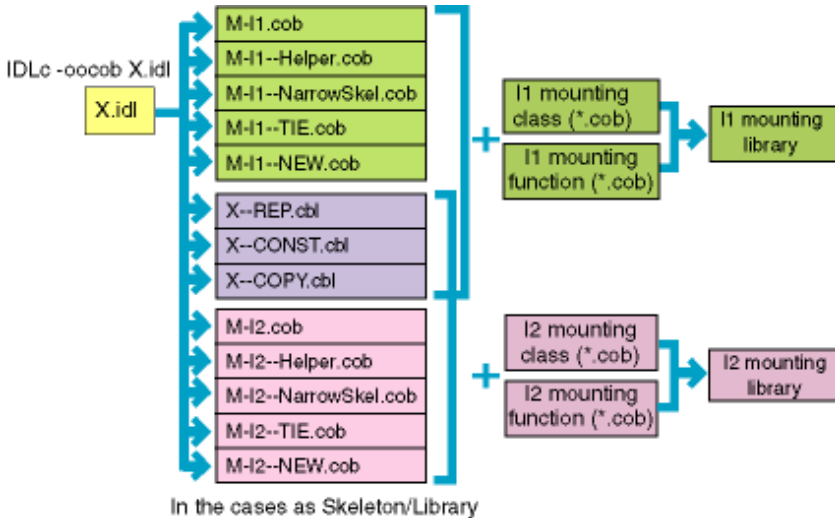 IDLc -oocob X.idl
X.idl
M-I1.cob
M-I1--Helper.cob
M-I1--NarrowSkel.cob
M-I1--TIE.cob
M-I1--NEW.cob
X--REP.cbl
X--CONST.cbl
X--COPY.cbl
M-I2.cob
M-I2--Helper.cob
M-I2--NarrowSkel.cob
M-I2--TIE.cob
M-I2--NEW.cob
+
I1 mounting
class (*.cob)
I1 mounting
function (*.cob)
I1 mounting
library
+
I2 mounting
class (*.cob)
I2 mounting
function (*.cob)
I2 mounting
library
In the cases as Skeleton/Library